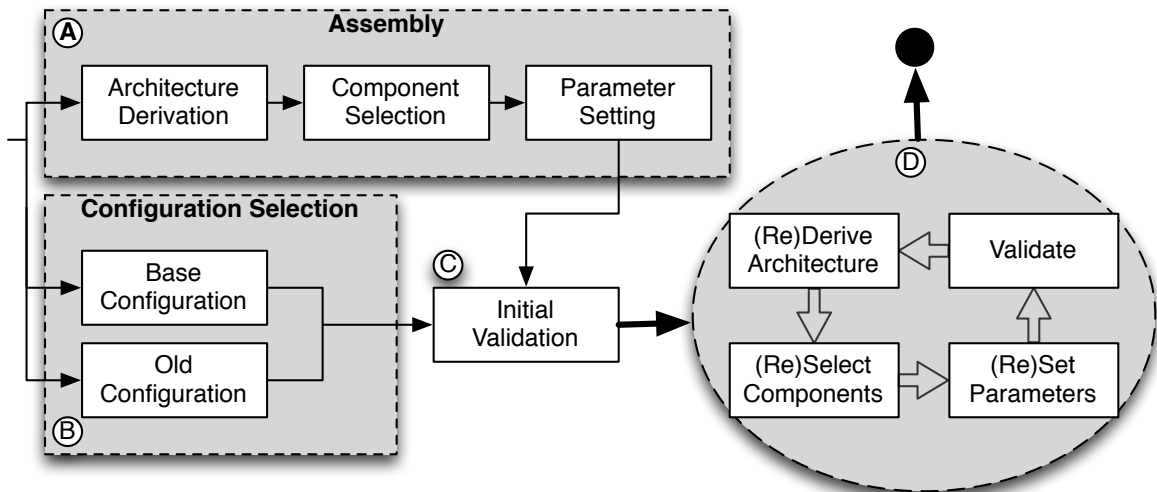 A
Assembly
Architecture
Derivation
Component
Selection
Parameter
Setting
Configuration Selection
Base
Configuration
Old
Configuration
B
C
Initial
Validation
D
(Re)Derive
Architecture
Validate
(Re)Select
Components
(Re)Set
Parameters